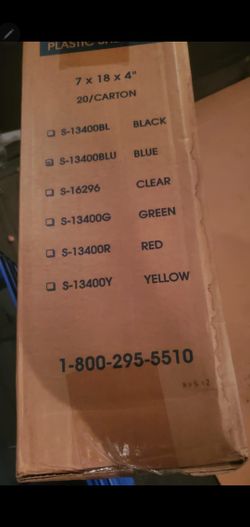 PLASTIC
7 x 18 x 4"
20/CARTON
S-13400BL BLACK
S-13400BLU BLUE
S-16296 CLEAR
S-13400G GREEN
S-13400R RED
S-13400Y YELLOW
1-800-295-5510